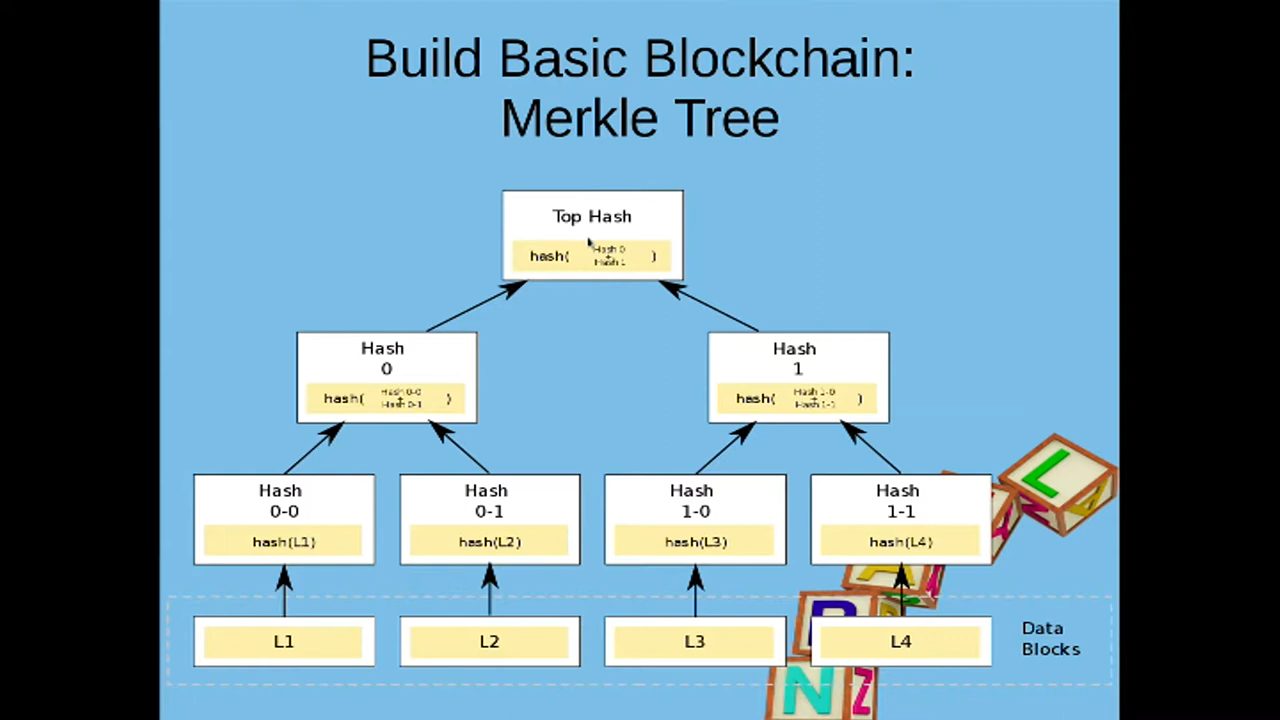 Build Basic Blockchain:
Merkle Tree
Top Hash
hash( Hash 0 + Hash 1 )
Hash
0
hash( Hash 0-0 + Hash 0-1 )
Hash
1
hash( Hash 1-0 + Hash 1-1 )
Hash
0-0
hash(L1)
Hash
0-1
hash(L2)
Hash
1-0
hash(L3)
Hash
1-1
hash(L4)
L1
L2
L3
L4
Data
Blocks
L
A
N
Z